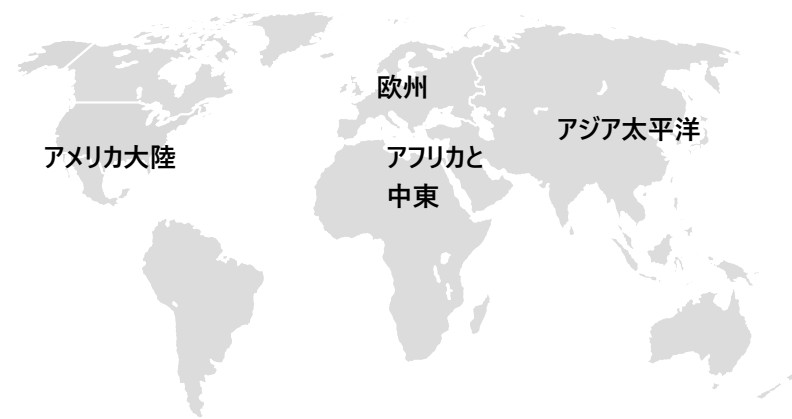 欧州
アジア太平洋
アメリカ大陸
アフリカと
中東